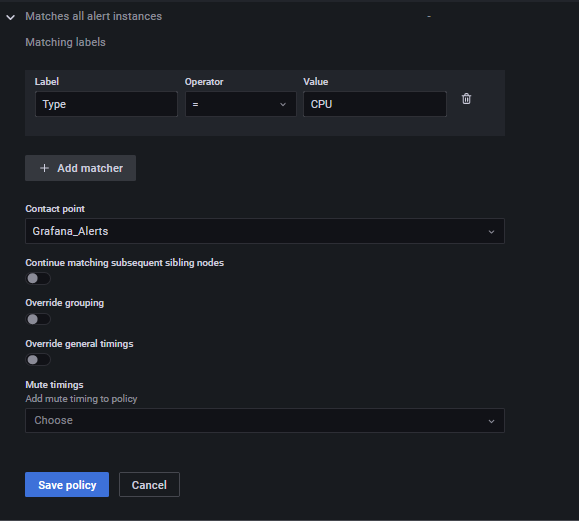 Matches all alert instances -
Matching labels
Label Operator Value
Type = CPU
+ Add matcher
Contact point
Grafana_Alerts
Continue matching subsequent sibling nodes
Override grouping
Override general timings
Mute timings
Add mute timing to policy
Choose
Save policy Cancel